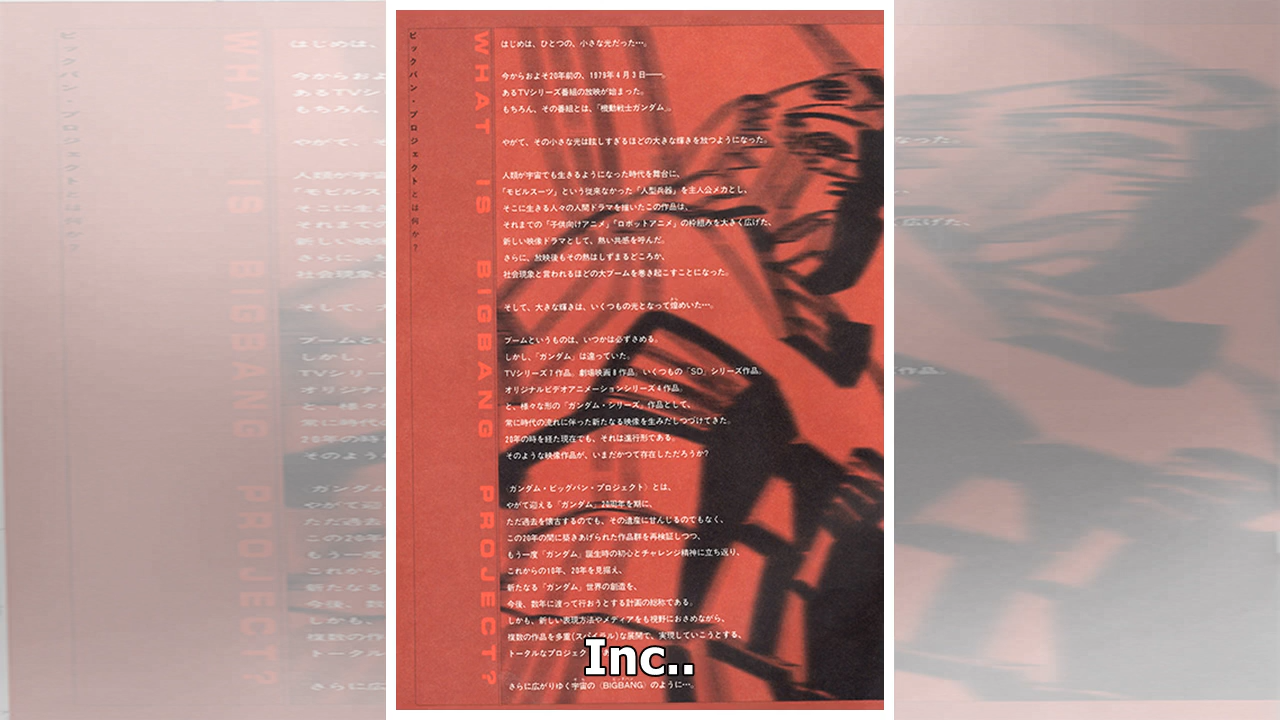 ビックバン・プロジェクトとは何か?
WHAT IS BIGBANG PROJECT?
はじめは、ひとつの、小さな光だった…。
今からおよそ20年前の、1979年4月3日——。
あるTVシリーズ番組の放映が始まった。
もちろん、その番組とは、「機動戦士ガンダム」。
やがて、その小さな光は眩しすぎるほどの大きな輝きを放つようになった。
人類が宇宙でも生きるようになった時代を舞台に、
「モビルスーツ」という従来なかった「人型兵器」を主人公メカとし、
そこに生きる人々の人間ドラマを描いたこの作品は、
それまでの「子供向けアニメ」「ロボットアニメ」の枠組みを大きく広げた、
新しい映像ドラマとして、熱い共感を呼んだ。
さらに、放映後もその熱はしずまるどころか、
社会現象と言われるほどの大ブームを巻き起こすことになった。
そして、大きな輝きは、いくつもの光となって煌めいた…。
ブームというものは、いつかは必ずさめる。
しかし、「ガンダム」は違っていた。
TVシリーズ7作品。劇場映画8作品。いくつもの「SD」シリーズ作品。
オリジナルビデオアニメーションシリーズ4作品。
と、様々な形の「ガンダム・シリーズ」作品として、
常に時代の流れに伴った新たなる映像を生みだしつづけてきた。
20年の時を経た現在でも、それは進行形である。
そのような映像作品が、いまだかつて存在しただろうか?
〈ガンダム・ビッグバン・プロジェクト〉とは、
やがて迎える「ガンダム」20周年を期に、
ただ過去を懐古するのでも、その遺産に甘んじるのでもなく、
この20年の間に築きあげられた作品群を再検証しつつ、
もう一度「ガンダム」誕生時の初心とチャレンジ精神に立ち返り、
これからの10年、20年を見据え、
新たなる「ガンダム」世界の創造を、
今後、数年に渡って行おうとする計画の総称である。
しかも、新しい表現方法やメディアをも視野におさめながら、
複数の作品を多重(スパイラル)な展開で、実現していこうとする、
トータルなプロジェク
さらに広がりゆく宇宙の〈BIGBANG〉のように…。
Inc..